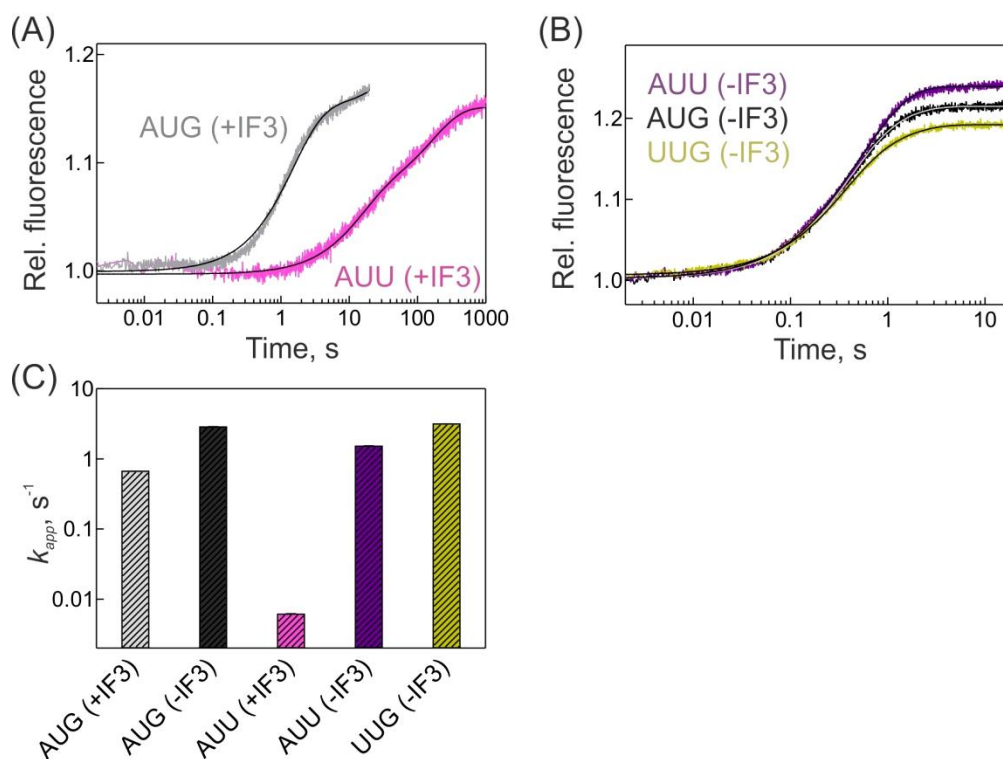 (A)
Rel. fluorescence
1.2
1.1
1.0
AUG (+IF3)
AUU (+IF3)
0.01 0.1 1 10 100 1000
Time, s
(B)
Rel. fluorescence
1.2
1.1
1.0
AUU (-IF3)
AUG (-IF3)
UUG (-IF3)
0.01 0.1 1 10
Time, s
(C)
kapp, s-1
10
1
0.1
0.01
AUG (+IF3)
AUG (-IF3)
AUU (+IF3)
AUU (-IF3)
UUG (-IF3)